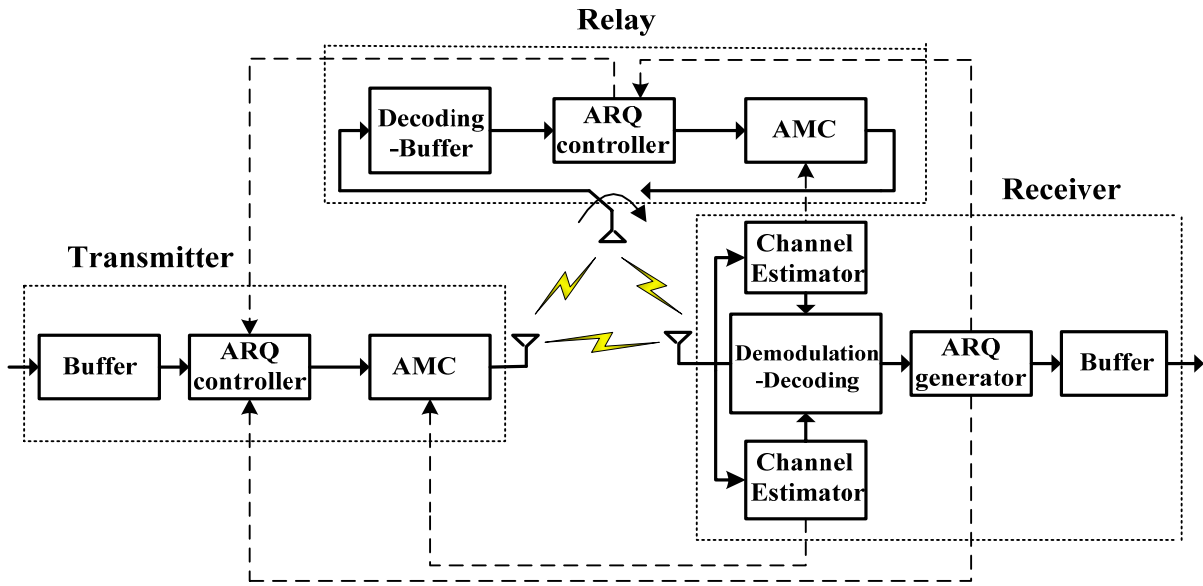 Relay
Decoding
-Buffer
ARQ
controller
AMC
Receiver
Transmitter
Channel
Estimator
Buffer
ARQ
controller
AMC
Demodulation
-Decoding
ARQ
generator
Buffer
Channel
Estimator